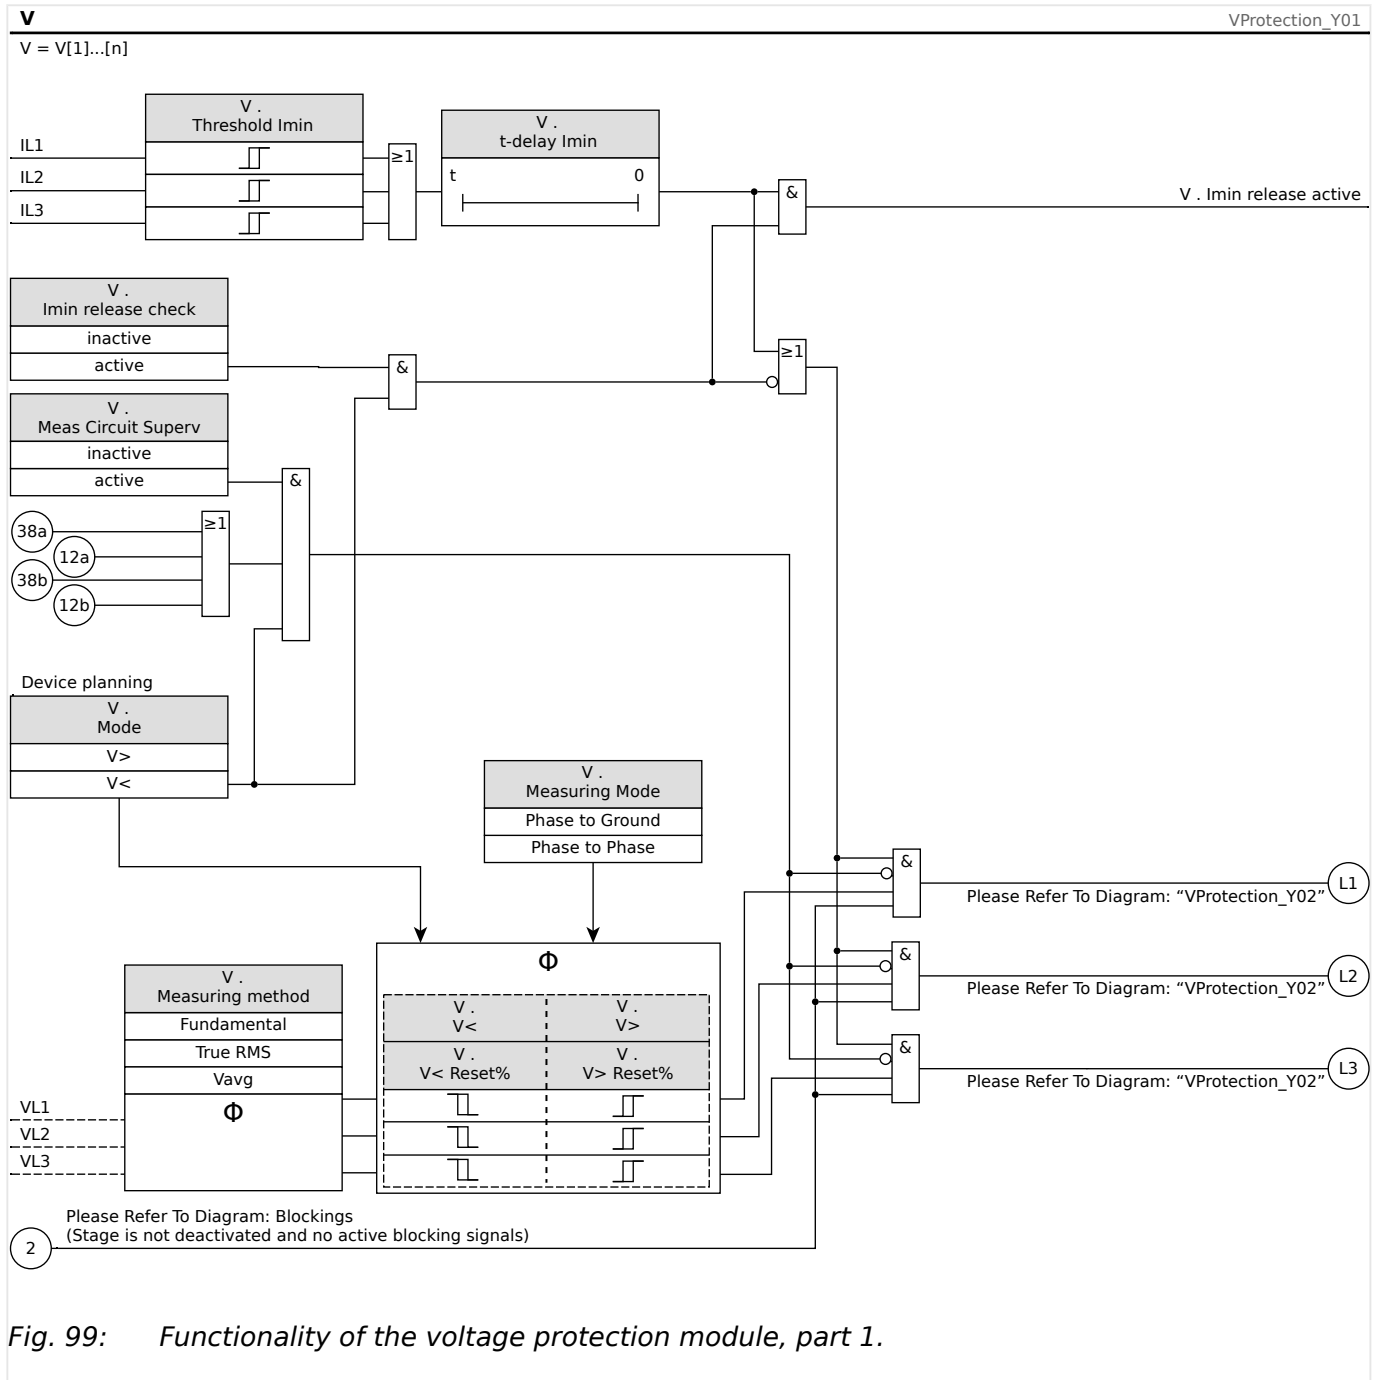 V
VProtection_Y01
V = V[1]...[n]
V .
Threshold Imin
IL1
IL2
IL3
≥1
V .
t-delay Imin
t
0
&
V . Imin release active
V .
Imin release check
inactive
active
&
≥1
V .
Meas Circuit Superv
inactive
active
&
38a
12a
38b
12b
≥1
Device planning
V .
Mode
V>
V<
V .
Measuring Mode
Phase to Ground
Phase to Phase
&
L1
Please Refer To Diagram: “VProtection_Y02”
&
L2
Please Refer To Diagram: “VProtection_Y02”
&
L3
Please Refer To Diagram: “VProtection_Y02”
V .
Measuring method
Fundamental
True RMS
Vavg
Φ
VL1
VL2
VL3
Φ
V .
V<
V .
V>
V .
V< Reset%
V .
V> Reset%
Please Refer To Diagram: Blockings
(Stage is not deactivated and no active blocking signals)
2
Fig. 99: Functionality of the voltage protection module, part 1.